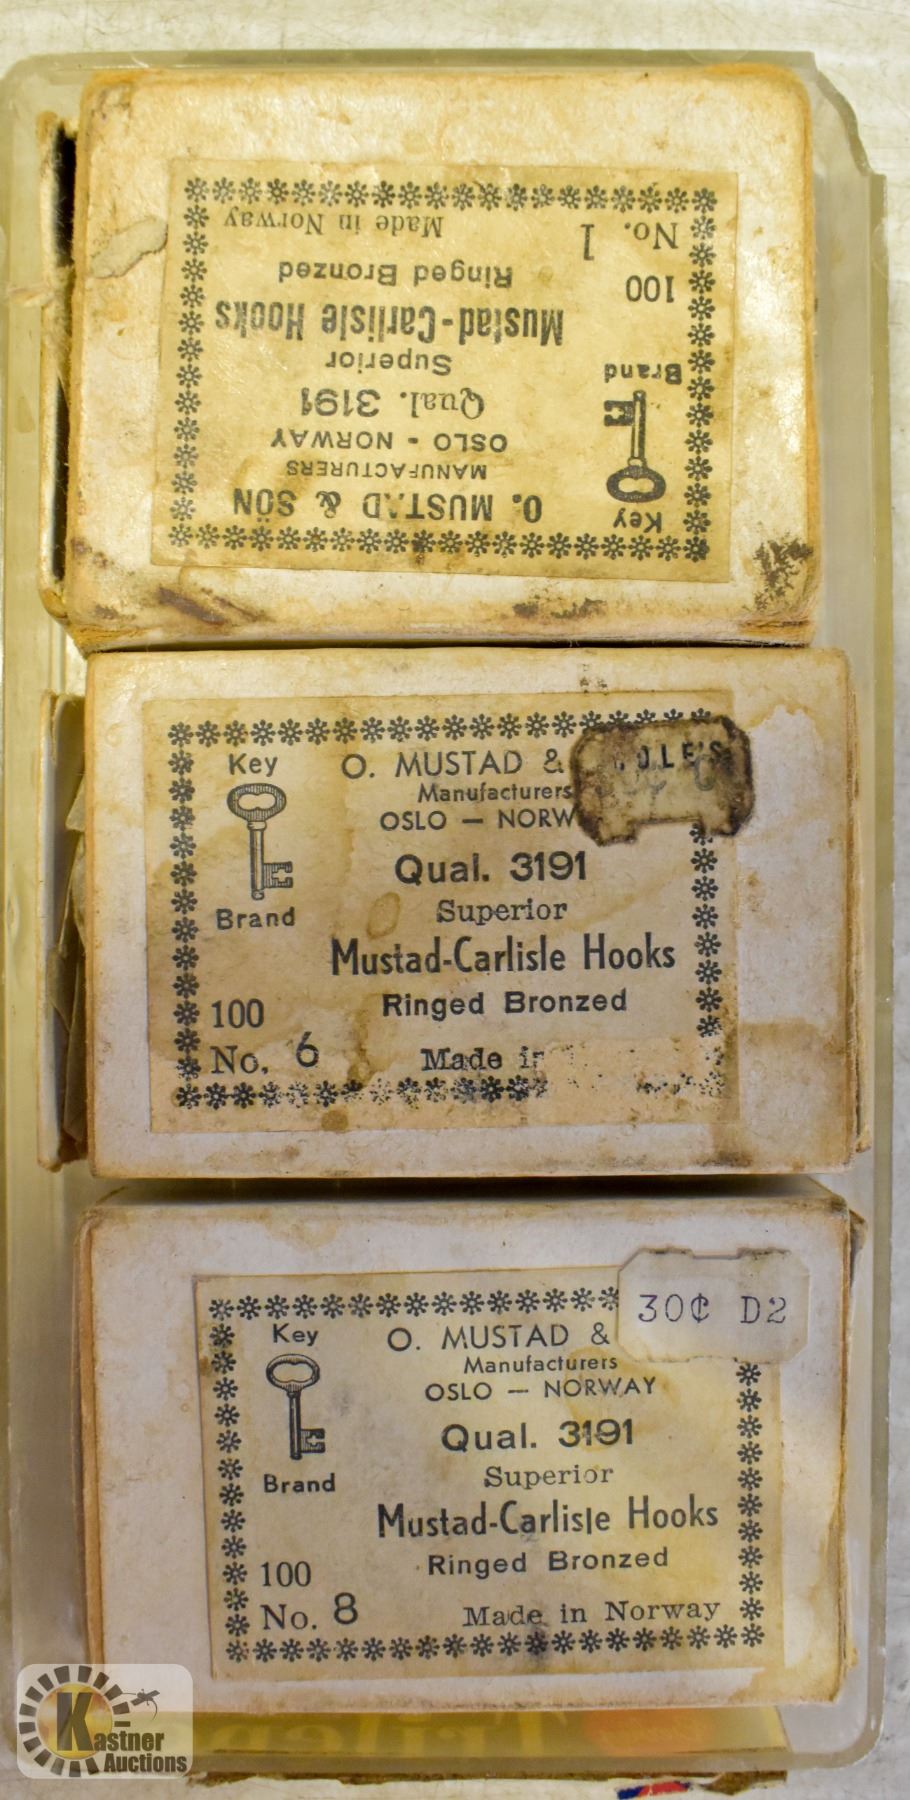 Key
O. MUSTAD & SÖN
MANUFACTURERS
OSLO - NORWAY
Qual. 3191
Brand
Superior
Mustad-Carlisle Hooks
100
Ringed Bronzed
No. 1
Made in Norway
Key
O. MUSTAD &
Manufacturers
OSLO — NORW
Qual. 3191
Brand
Superior
Mustad-Carlisle Hooks
100
Ringed Bronzed
No. 6
Made in
30¢ D2
Key
O. MUSTAD &
Manufacturers
OSLO — NORWAY
Qual. 3191
Brand
Superior
Mustad-Carlisle Hooks
100
Ringed Bronzed
No. 8
Made in Norway
Kastner
Auctions